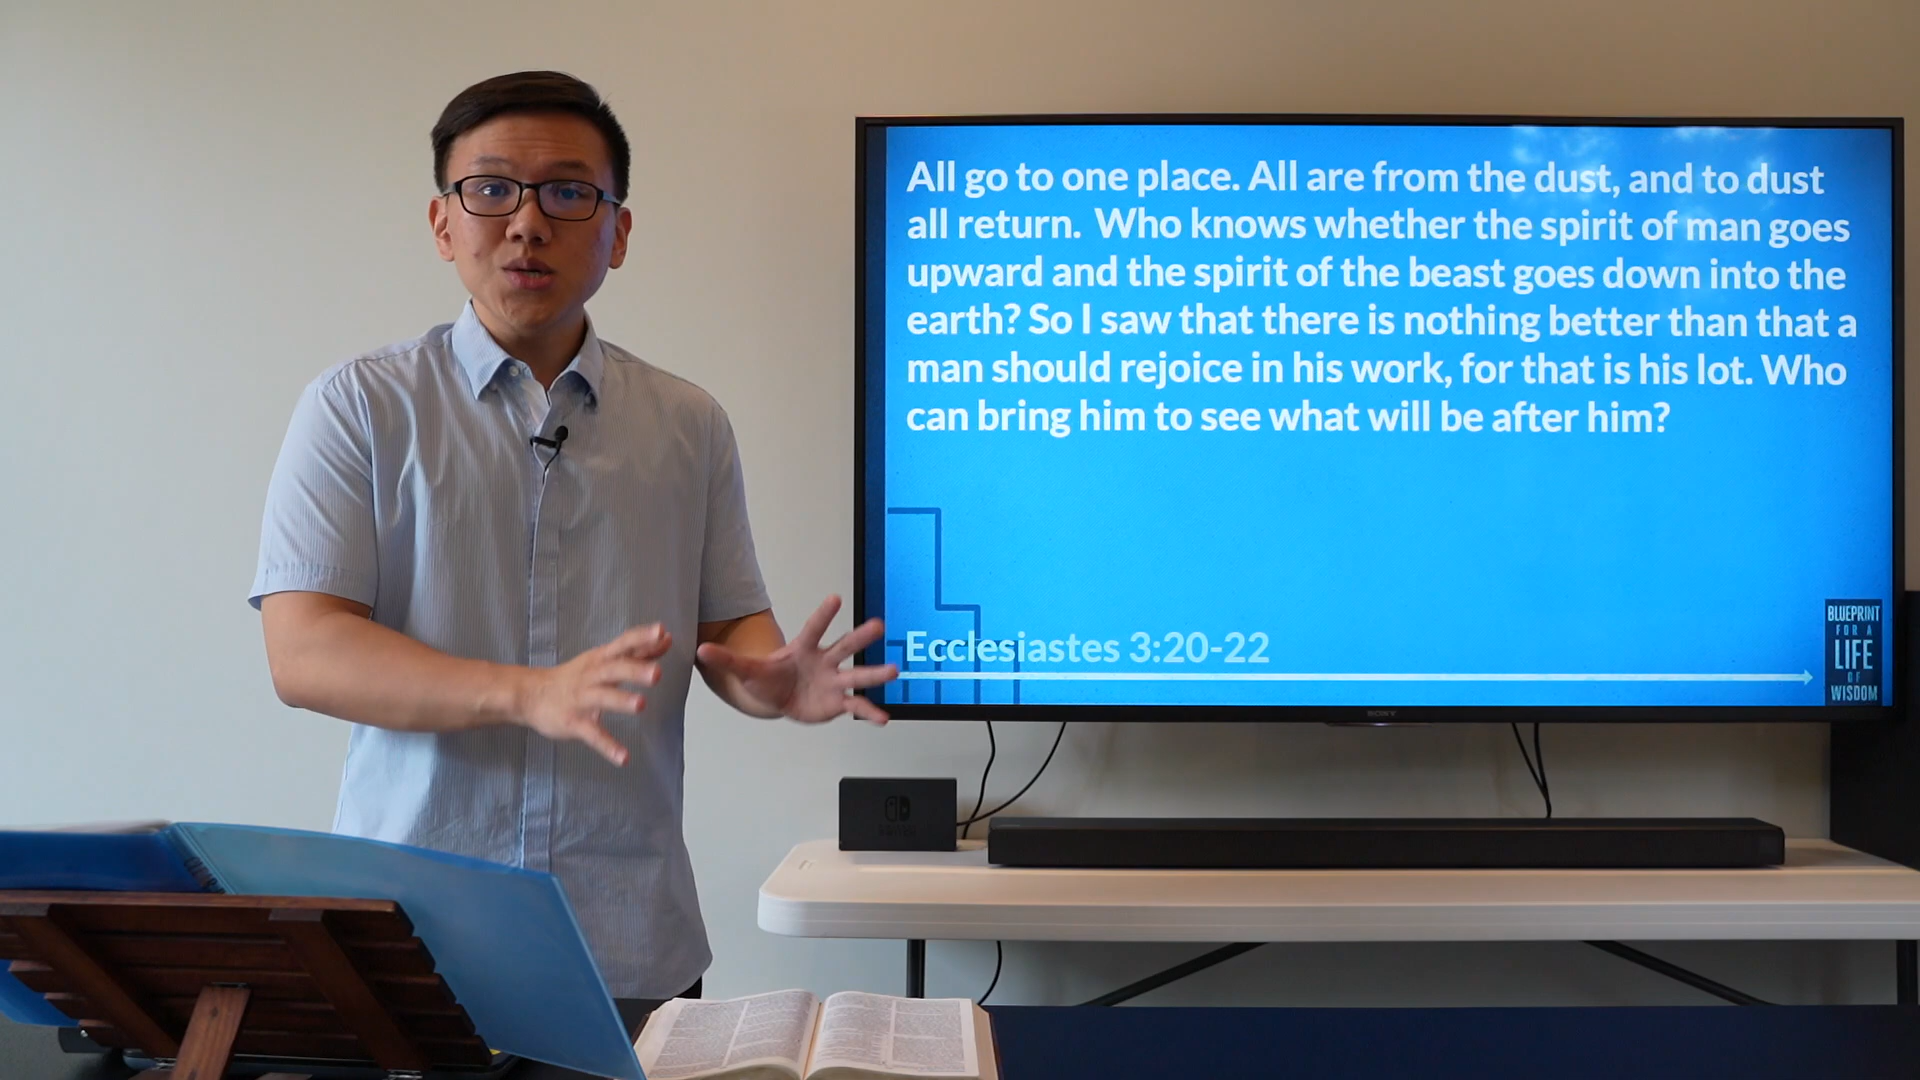 All go to one place. All are from the dust, and to dust
all return. Who knows whether the spirit of man goes
upward and the spirit of the beast goes down into the
earth? So I saw that there is nothing better than that a
man should rejoice in his work, for that is his lot. Who
can bring him to see what will be after him?
Ecclesiastes 3:20-22
BLUEPRINT
FOR A
LIFE
OF
WISDOM
SONY